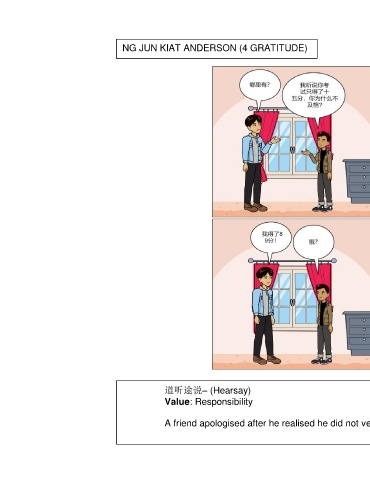 NG JUN KIAT ANDERSON (4 GRATITUDE)
哪里有？
我听说你考
试只得了十
五分，你为什么不
及格？
我得了8
9分！
哦？
道听途说– (Hearsay)
Value: Responsibility
A friend apologised after he realised he did not ve